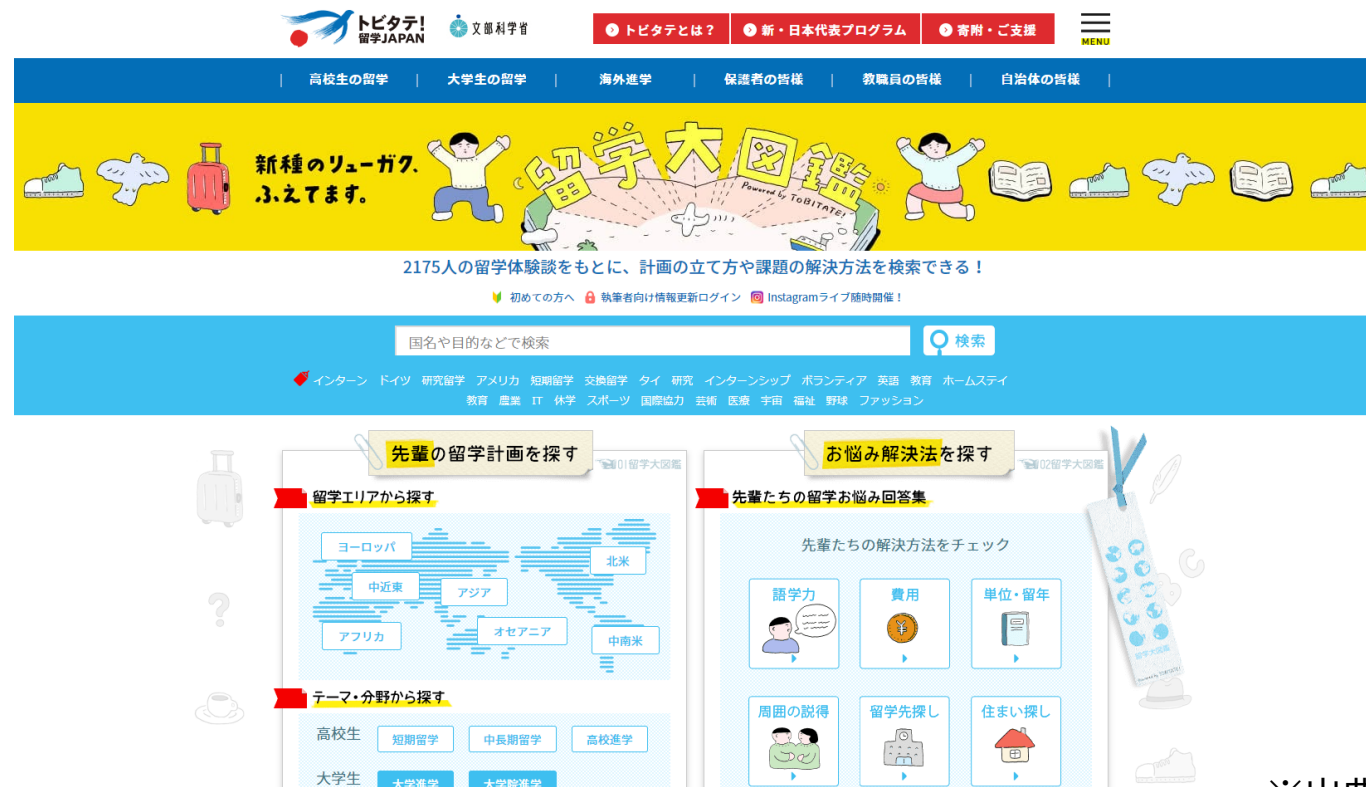 トビタテ!
留学JAPAN
文部科学省
トビタテとは？
新・日本代表プログラム
寄附・ご支援
MENU
高校生の留学
大学生の留学
海外進学
保護者の皆様
教職員の皆様
自治体の皆様
新種のリューガク、
ふえてます。
留学大図鑑
Powered by TOBITATE!
2175人の留学体験談をもとに、計画の立て方や課題の解決方法を検索できる！
初めての方へ 執筆者向け情報更新ログイン Instagramライブ随時開催！
国名や目的などで検索
検索
インターン ドイツ 研究留学 アメリカ 短期留学 交換留学 タイ 研究 インターンシップ ボランティア 英語 教育 ホームステイ
教育 農業 IT 休学 スポーツ 国際協力 芸術 医療 宇宙 福祉 野球 ファッション
先輩の留学計画を探す
01留学大図鑑
留学エリアから探す
ヨーロッパ
北米
中近東
アジア
アフリカ
オセアニア
中南米
テーマ・分野から探す
高校生
短期留学
中長期留学
高校進学
大学生
大学進学
大学院進学
お悩み解決法を探す
02留学大図鑑
先輩たちの留学お悩み回答集
先輩たちの解決方法をチェック
語学力
費用
単位・留年
周囲の説得
留学先探し
住まい探し
留学大図鑑
Powered by TOBITATE!